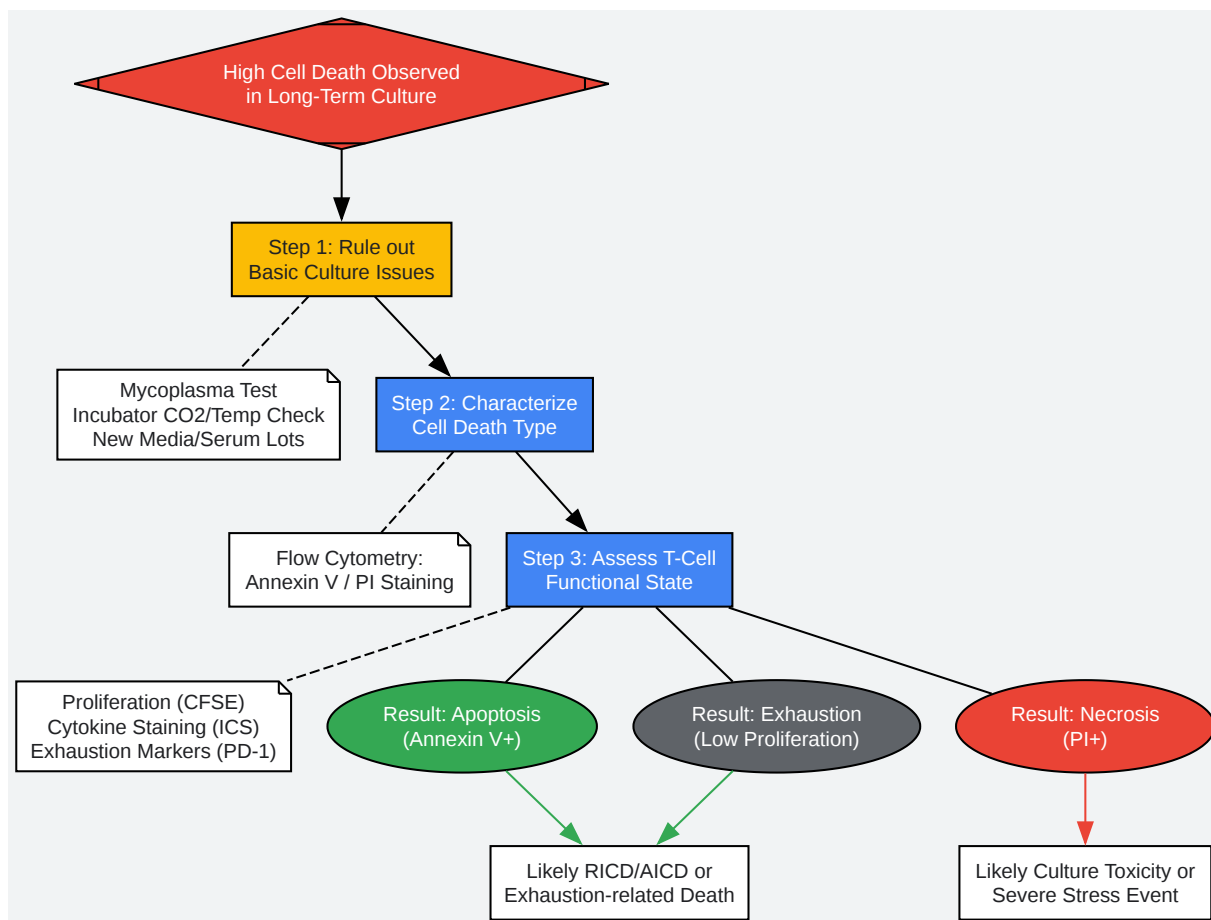 High Cell Death Observed
in Long-Term Culture
Step 1: Rule out
Basic Culture Issues
Mycoplasma Test
Incubator CO2/Temp Check
New Media/Serum Lots
Step 2: Characterize
Cell Death Type
Flow Cytometry:
Annexin V / PI Staining
Step 3: Assess T-Cell
Functional State
Proliferation (CFSE)
Cytokine Staining (ICS)
Exhaustion Markers (PD-1)
Result: Apoptosis
(Annexin V+)
Result: Exhaustion
(Low Proliferation)
Result: Necrosis
(PI+)
Likely RICD/AICD or
Exhaustion-related Death
Likely Culture Toxicity or
Severe Stress Event